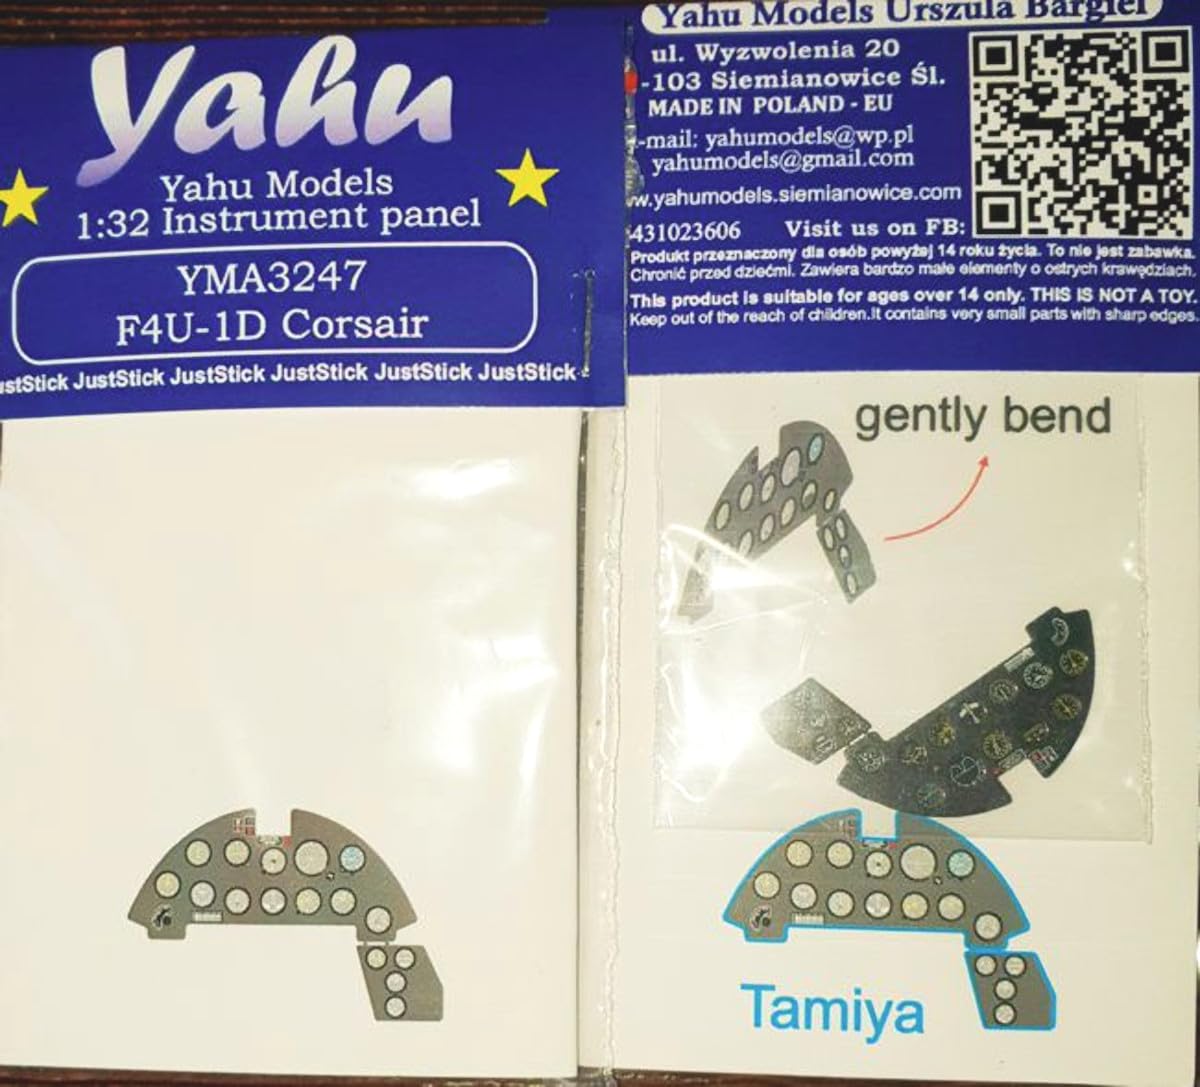 Yahu
Yahu Models
1:32 Instrument panel
YMA3247
F4U-1D Corsair
JustStick JustStick JustStick JustStick JustStick
Yahu Models Urszula Bargiel
ul. Wyzwolenia 20
-103 Siemianowice Śl.
MADE IN POLAND - EU
-mail: yahumodels@wp.pl
yahumodels@gmail.com
w.yahumodels.siemianowice.com
431023606 Visit us on FB:
Produkt przeznaczony dla osób powyżej 14 roku życia. To nie jest zabawka.
Chronić przed dziećmi. Zawiera bardzo małe elementy o ostrych krawędziach.
This product is suitable for ages over 14 only. THIS IS NOT A TOY.
Keep out of the reach of children.It contains very small parts with sharp edges.
gently bend
Tamiya